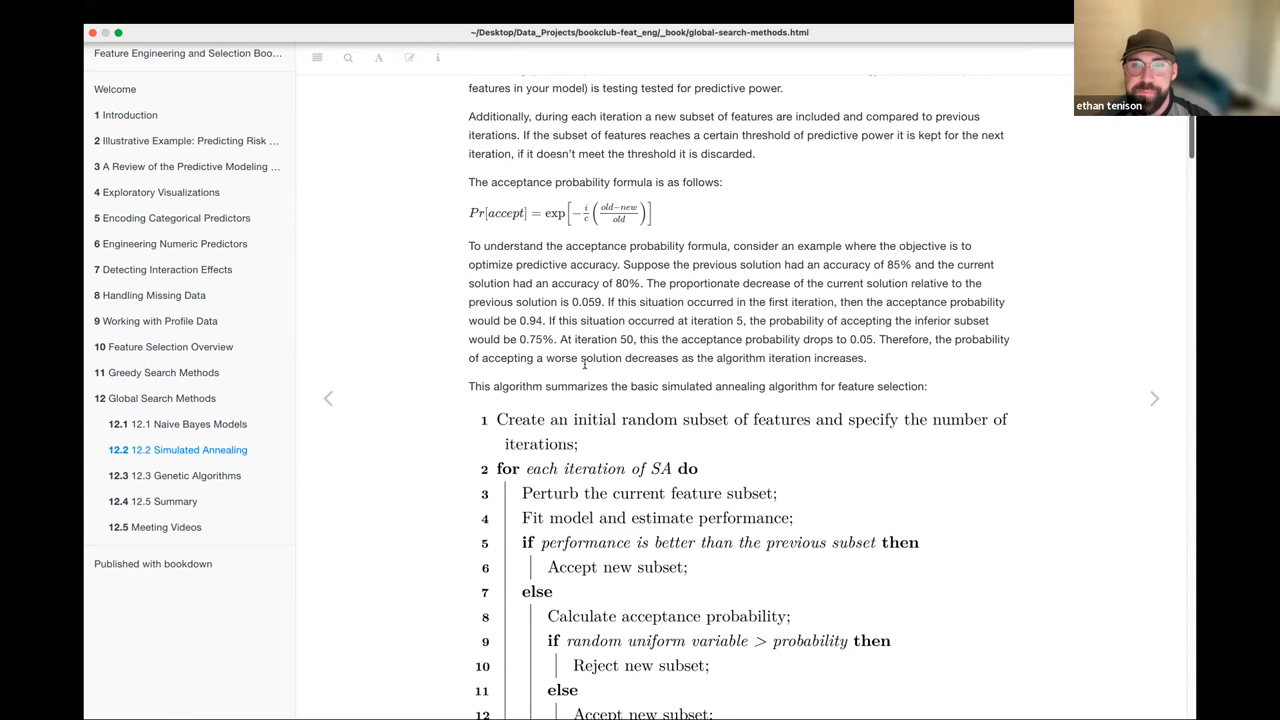 ~/Desktop/Data_Projects/bookclub-feat_eng/_book/global-search-methods.html
ethan tenison
Feature Engineering and Selection Boo...
Welcome
1 Introduction
2 Illustrative Example: Predicting Risk ...
3 A Review of the Predictive Modeling ...
4 Exploratory Visualizations
5 Encoding Categorical Predictors
6 Engineering Numeric Predictors
7 Detecting Interaction Effects
8 Handling Missing Data
9 Working with Profile Data
10 Feature Selection Overview
11 Greedy Search Methods
12 Global Search Methods
12.1 12.1 Naive Bayes Models
12.2 12.2 Simulated Annealing
12.3 12.3 Genetic Algorithms
12.4 12.5 Summary
12.5 Meeting Videos
Published with bookdown
features in your model) is testing tested for predictive power.
Additionally, during each iteration a new subset of features are included and compared to previous
iterations. If the subset of features reaches a certain threshold of predictive power it is kept for the next
iteration, if it doesn't meet the threshold it is discarded.
The acceptance probability formula is as follows:
Pr[accept] = exp[−i/c((old−new)/old)]
To understand the acceptance probability formula, consider an example where the objective is to
optimize predictive accuracy. Suppose the previous solution had an accuracy of 85% and the current
solution had an accuracy of 80%. The proportionate decrease of the current solution relative to the
previous solution is 0.059. If this situation occurred in the first iteration, then the acceptance probability
would be 0.94. If this situation occurred at iteration 5, the probability of accepting the inferior subset
would be 0.75%. At iteration 50, this the acceptance probability drops to 0.05. Therefore, the probability
of accepting a worse solution decreases as the algorithm iteration increases.
This algorithm summarizes the basic simulated annealing algorithm for feature selection:
1 Create an initial random subset of features and specify the number of
iterations;
2 for each iteration of SA do
3 Perturb the current feature subset;
4 Fit model and estimate performance;
5 if performance is better than the previous subset then
6 Accept new subset;
7 else
8 Calculate acceptance probability;
9 if random uniform variable > probability then
10 Reject new subset;
11 else
12 Accept new subset;